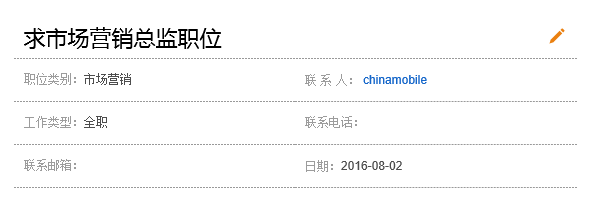 求市场营销总监职位
职位类别：市场营销 联 系 人： chinamobile
工作类型：全职 联系电话：
联系邮箱： 日期：2016-08-02